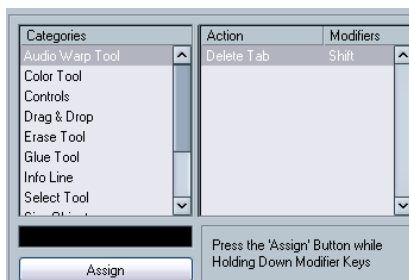 Categories
Action Modifiers
Audio Warp Tool
Delete Tab Shift
Color Tool
Controls
Drag & Drop
Erase Tool
Glue Tool
Info Line
Select Tool
Press the 'Assign' Button while
Holding Down Modifier Keys
Assign